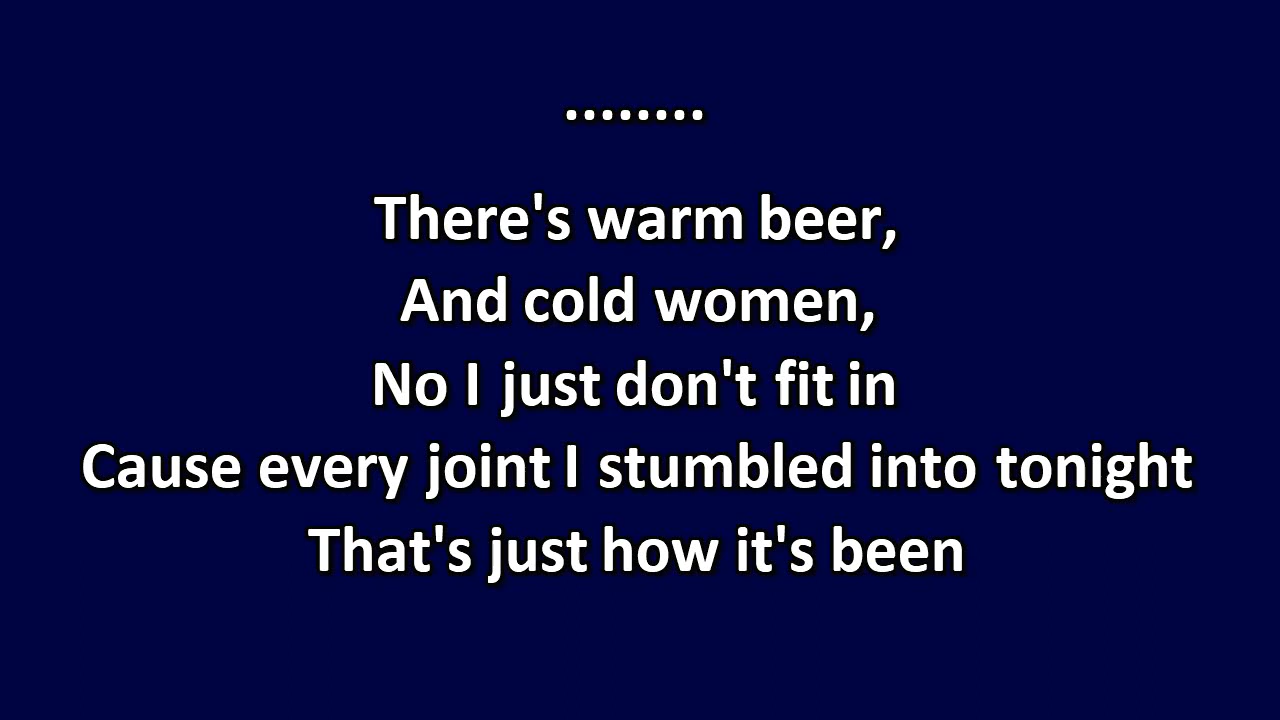 ........
There's warm beer,
And cold women,
No I just don't fit in
Cause every joint I stumbled into tonight
That's just how it's been